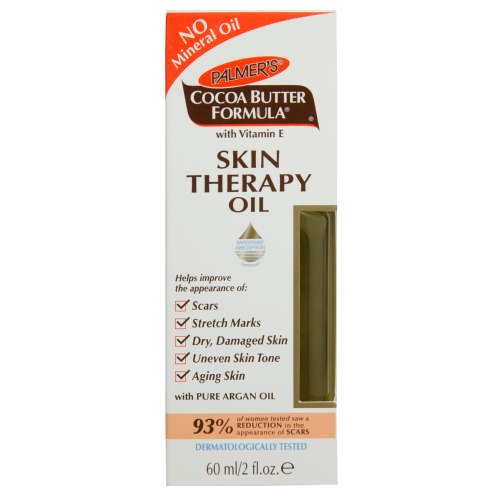 NO
Mineral Oil
PALMER'S®
COCOA BUTTER
FORMULA®
with Vitamin E
SKIN
THERAPY
OIL
Helps improve
the appearance of:
Scars
Stretch Marks
Dry, Damaged Skin
Uneven Skin Tone
Aging Skin
with PURE ARGAN OIL
93% of women tested saw a
REDUCTION in the
appearance of SCARS
DERMATOLOGICALLY TESTED
60 ml/2 fl.oz.℮